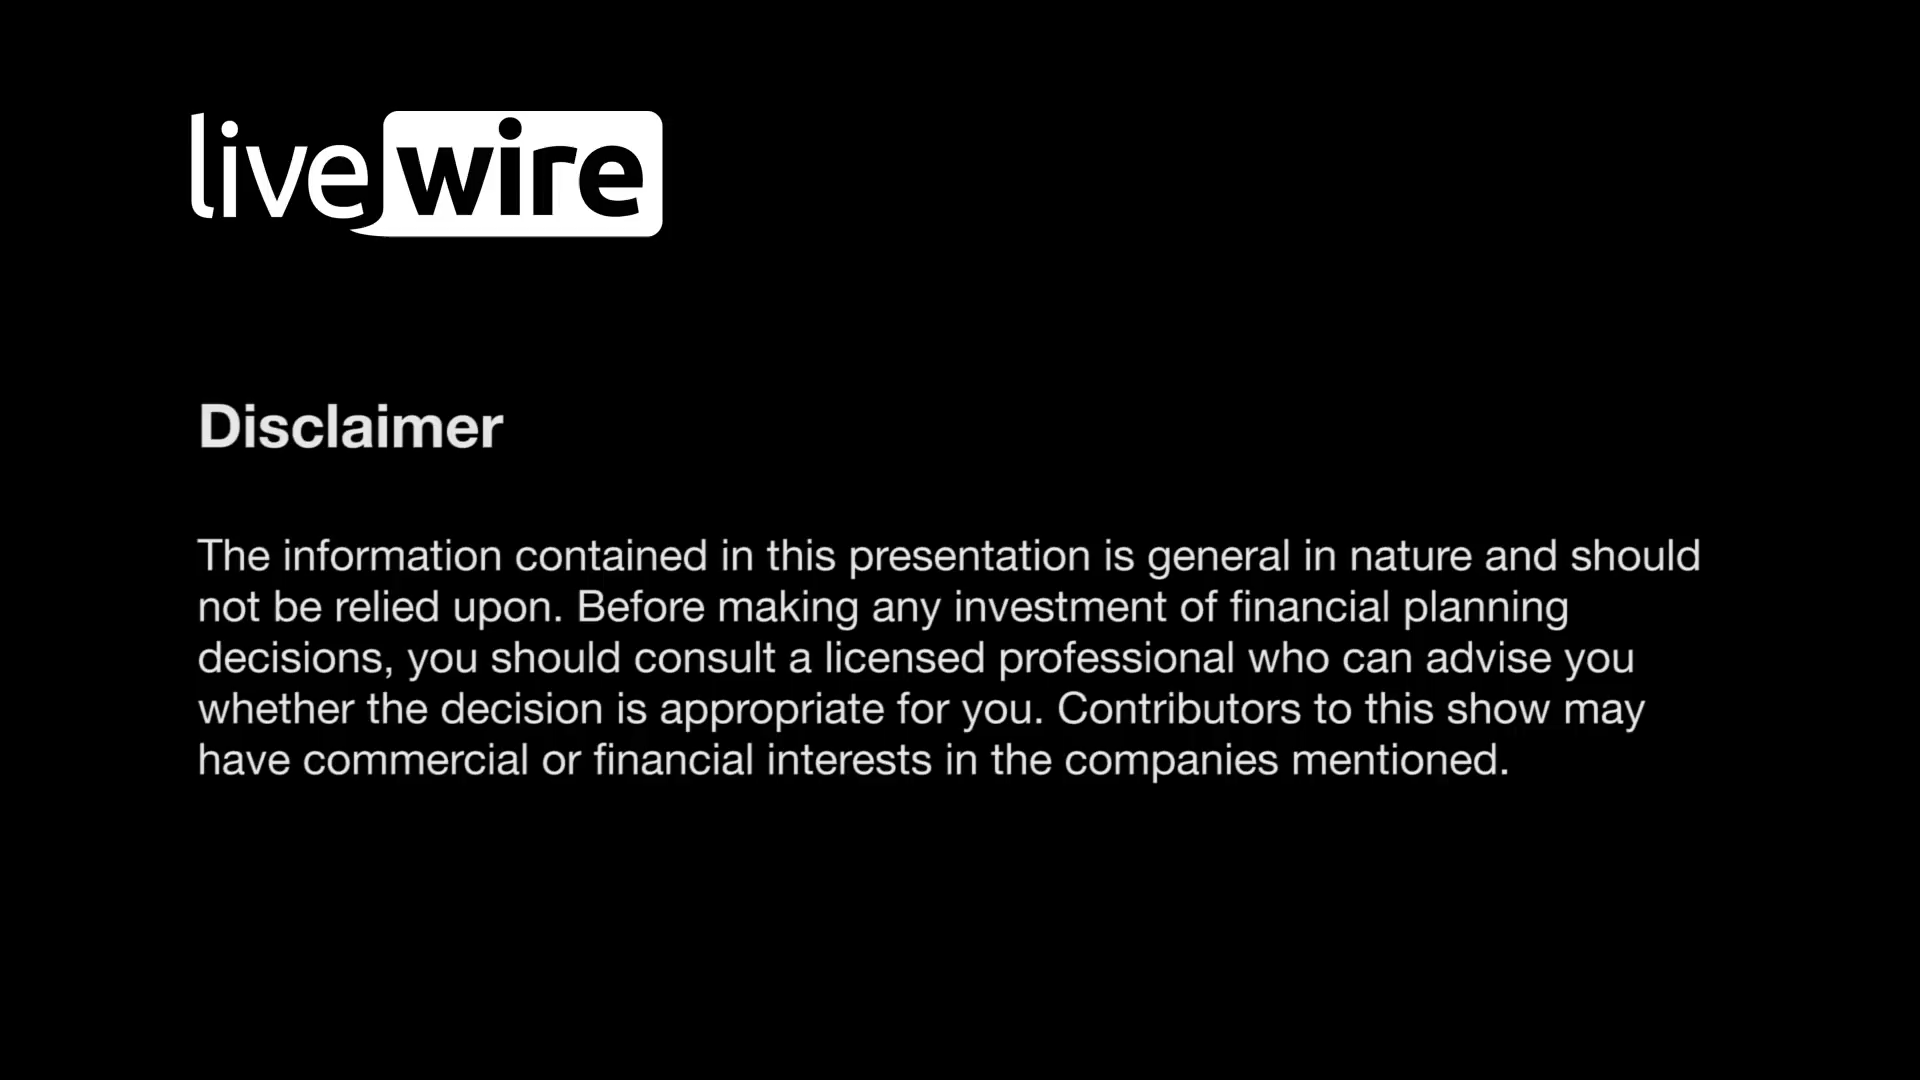 livewire
Disclaimer
The information contained in this presentation is general in nature and should
not be relied upon. Before making any investment of financial planning
decisions, you should consult a licensed professional who can advise you
whether the decision is appropriate for you. Contributors to this show may
have commercial or financial interests in the companies mentioned.